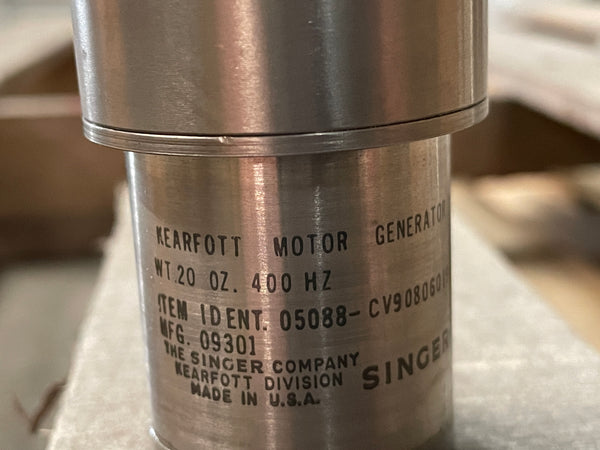 KEARFOTT MOTOR GENERATOR
WT. 20 OZ. 400 HZ
ITEM IDENT. 05088-
MFG. 09301
THE SINGER COMPANY
KEARFOTT DIVISION
MADE IN U.S.A.
SINGER